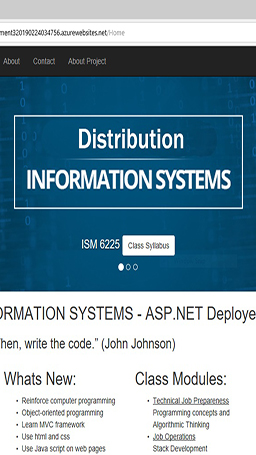 ment320190224034756.azurewebsites.net/Home
About Contact About Project
Distribution
INFORMATION SYSTEMS
ISM 6225 Class Syllabus
ORMATION SYSTEMS - ASP.NET Deploye
hen, write the code." (John Johnson)
Whats New:
• Reinforce computer programming
• Object-oriented programming
• Learn MVC framework
• Use html and css
• Use Java script on web pages
Class Modules:
• Technical Job Prepareness
Programming concepts and
Algorithmic Thinking
• Job Operations
Stack Development